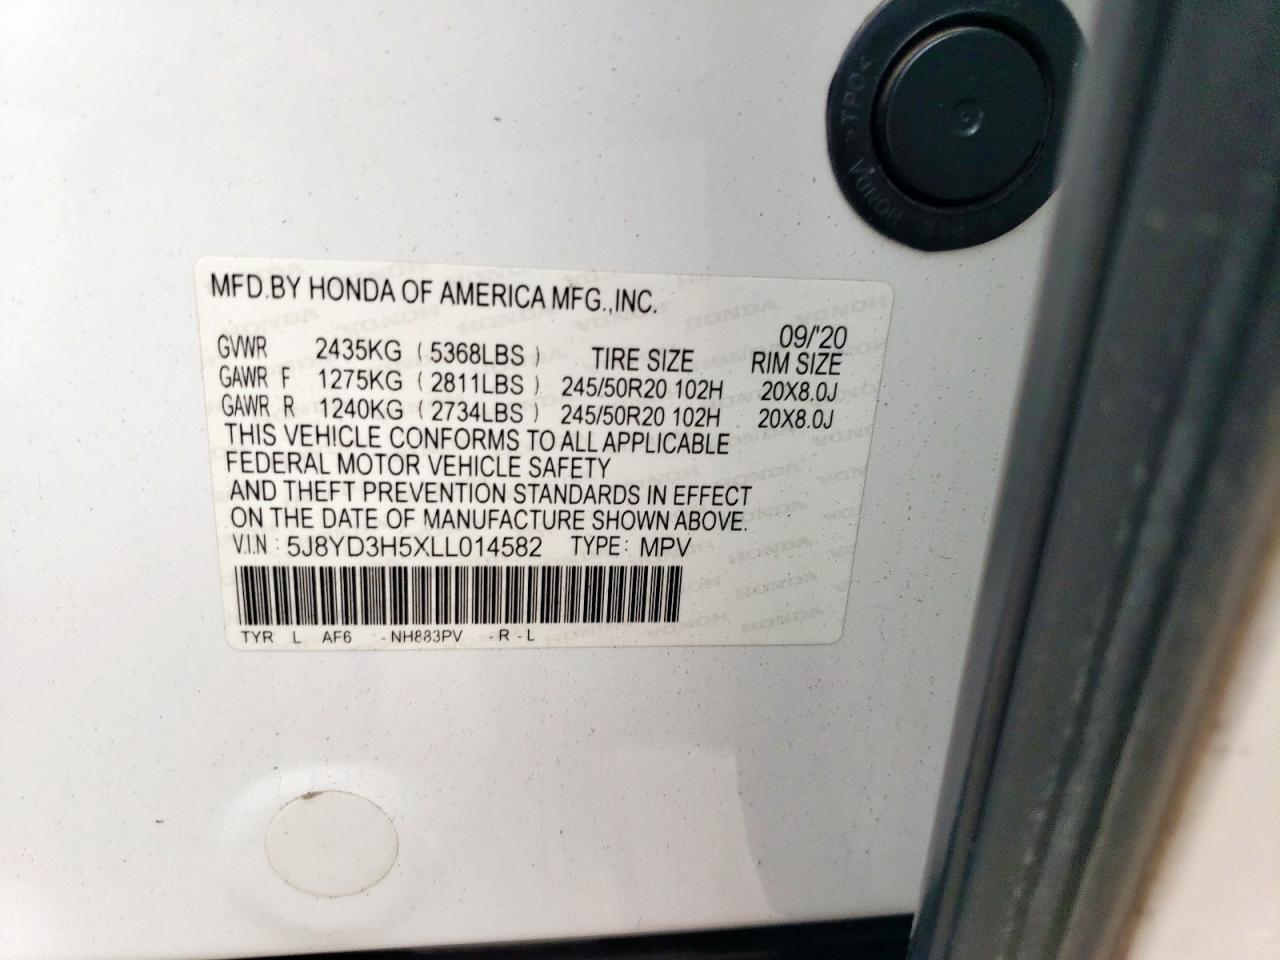 >TPO<
HONDA
MFD.BY HONDA OF AMERICA MFG.,INC.
09/'20
GVWR 2435KG ( 5368LBS ) TIRE SIZE RIM SIZE
GAWR F 1275KG ( 2811LBS ) 245/50R20 102H 20X8.0J
GAWR R 1240KG ( 2734LBS ) 245/50R20 102H 20X8.0J
THIS VEHICLE CONFORMS TO ALL APPLICABLE
FEDERAL MOTOR VEHICLE SAFETY
AND THEFT PREVENTION STANDARDS IN EFFECT
ON THE DATE OF MANUFACTURE SHOWN ABOVE.
V.I.N : 5J8YD3H5XLL014582 TYPE: MPV
TYR L AF6 -NH883PV -R-L